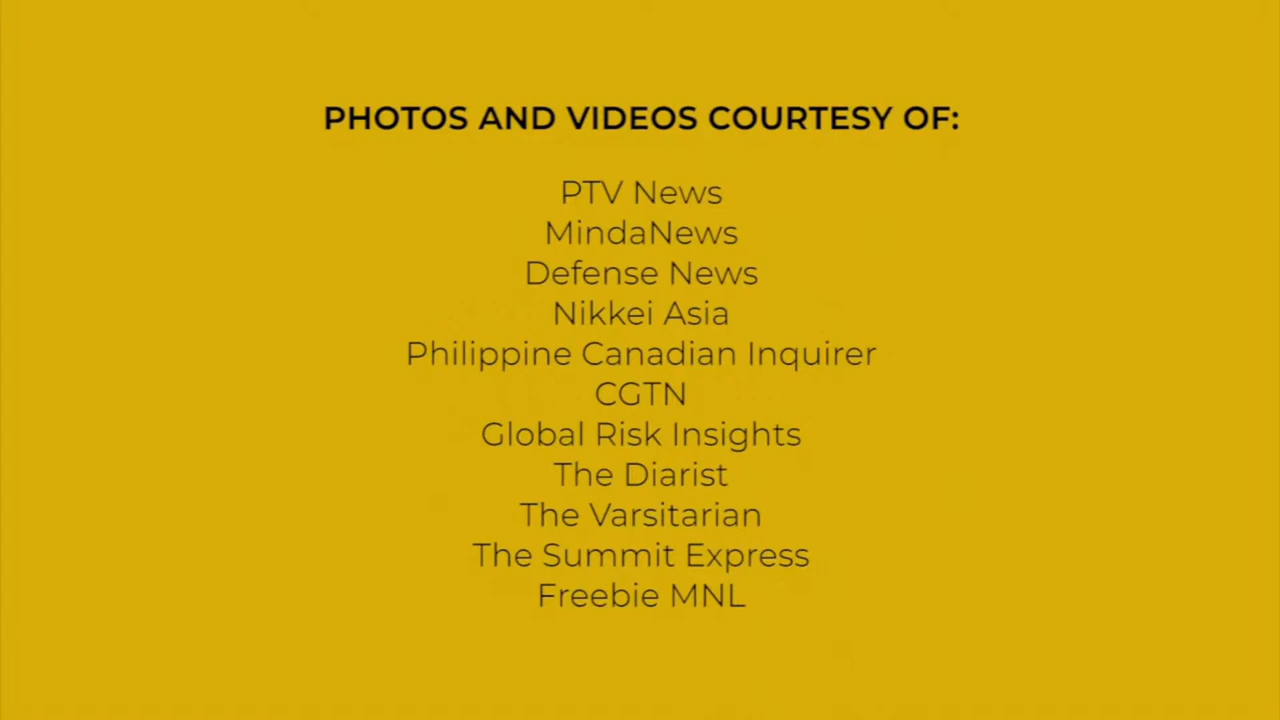 PHOTOS AND VIDEOS COURTESY OF:
PTV News
MindaNews
Defense News
Nikkei Asia
Philippine Canadian Inquirer
CGTN
Global Risk Insights
The Diarist
The Varsitarian
The Summit Express
Freebie MNL